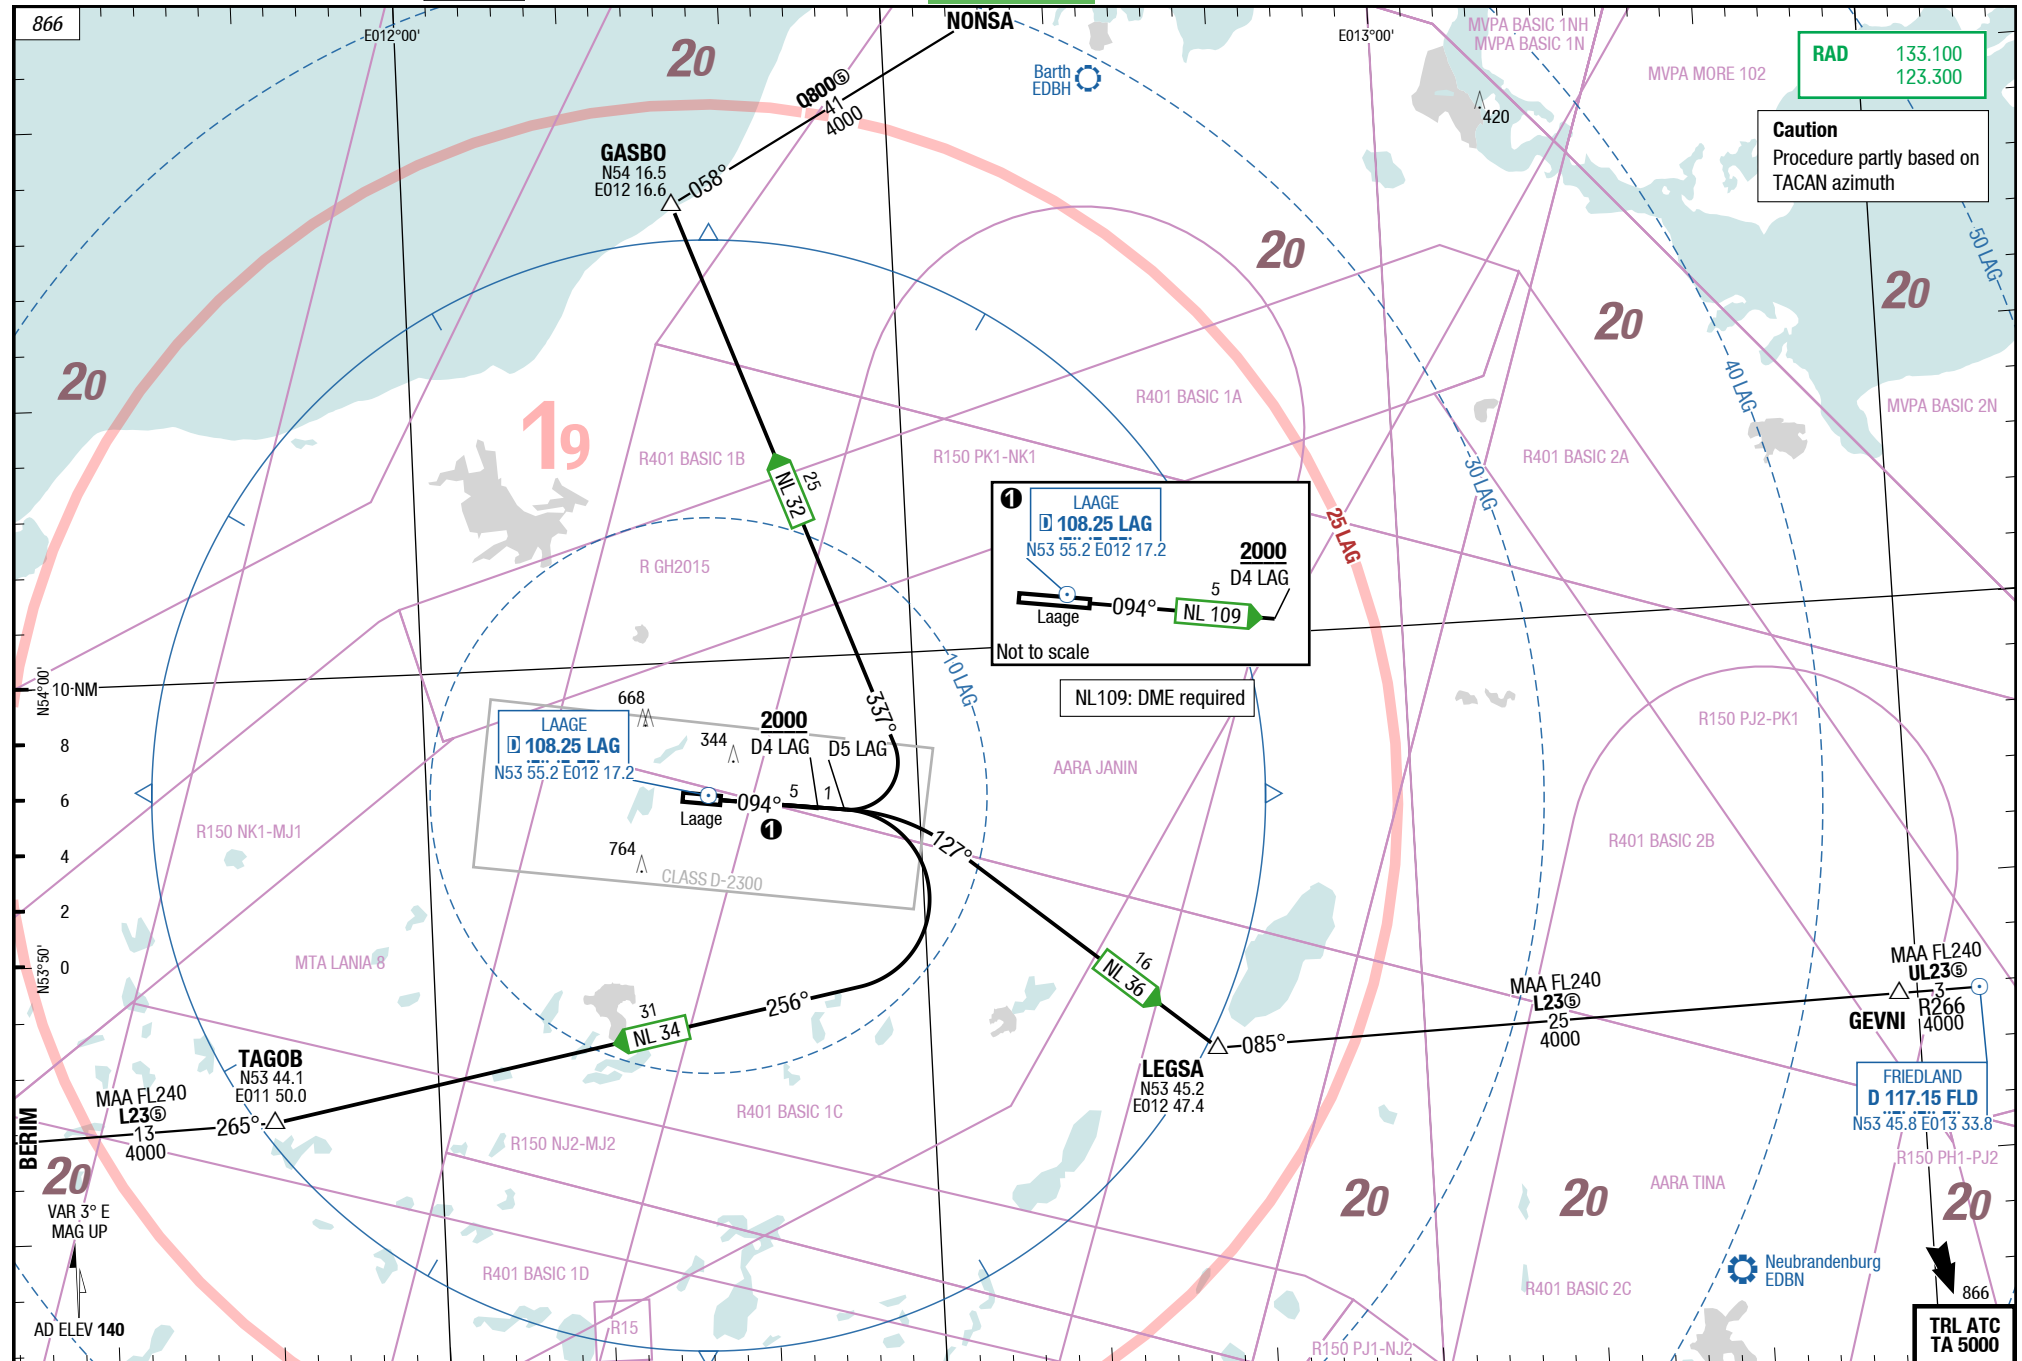 866
E012°00'
NONSA
E013°00'
MVPA BASIC 1NH
MVPA BASIC 1N
MVPA MORE 102
RAD 133.100
123.300
20
Barth
EDBH
Q800⑤
41
4000
420
Caution
Procedure partly based on
TACAN azimuth
GASBO
N54 16.5
E012 16.6
058°
20
20
50 LAG
20
20
40 LAG
19
R401 BASIC 1A
MVPA BASIC 2N
R401 BASIC 1B
R150 PK1-NK1
R401 BASIC 2A
30 LAG
25
NL 32
❶
LAAGE
D 108.25 LAG
N53 55.2 E012 17.2
2000
D4 LAG
5
094°
NL 109
Laage
Not to scale
25 LAG
R GH2015
NL109: DME required
10 LAG
N54°00'
10 NM
8
6
4
2
0
N53°50'
337°
668
LAAGE
D 108.25 LAG
N53 55.2 E012 17.2
344
2000
D4 LAG
D5 LAG
5
1
094°
Laage
❶
764
CLASS D-2300
R150 PJ2-PK1
AARA JANIN
R150 NK1-MJ1
R401 BASIC 2B
127°
MTA LANIA 8
16
NL 36
MAA FL240
UL23⑤
3
R266
4000
GEVNI
MAA FL240
L23⑤
25
4000
256°
31
NL 34
085°
LEGSA
N53 45.2
E012 47.4
TAGOB
N53 44.1
E011 50.0
FRIEDLAND
D 117.15 FLD
N53 45.8 E013 33.8
MAA FL240
L23⑤
13
4000
265°
BERIM
R401 BASIC 1C
R150 NJ2-MJ2
R150 PH1-PJ2
AARA TINA
20
20
20
20
VAR 3° E
MAG UP
R401 BASIC 1D
Neubrandenburg
EDBN
R401 BASIC 2C
866
AD ELEV 140
R15
R150 PJ1-NJ2
TRL ATC
TA 5000